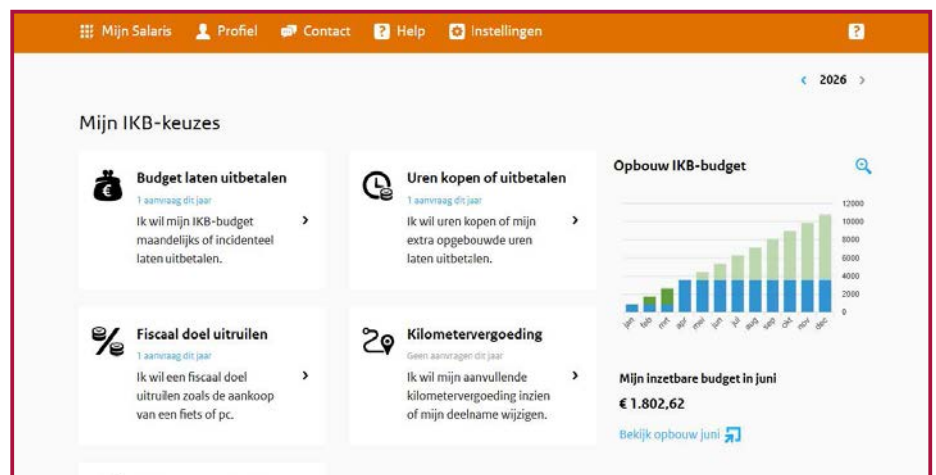 Mijn Salaris Profiel Contact Help Instellingen
2026
Mijn IKB-keuzes
Budget laten uitbetalen
1 aanvraag dit jaar
Ik wil mijn IKB-budget
maandelijks of incidenteel
laten uitbetalen.
Uren kopen of uitbetalen
1 aanvraag dit jaar
Ik wil uren kopen of mijn
extra opgebouwde uren
laten uitbetalen.
Opbouw IKB-budget
12000
10000
8000
6000
4000
2000
0
jan feb mrt apr mei jun jul aug sep okt nov dec
Fiscaal doel uitruilen
1 aanvraag dit jaar
Ik wil een fiscaal doel
uitruilen zoals de aankoop
van een fiets of pc.
Kilometervergoeding
Geen aanvragen dit jaar
Ik wil mijn aanvullende
kilometervergoeding inzien
of mijn deelname wijzigen.
Mijn inzetbare budget in juni
€ 1.802,62
Bekijk opbouw juni